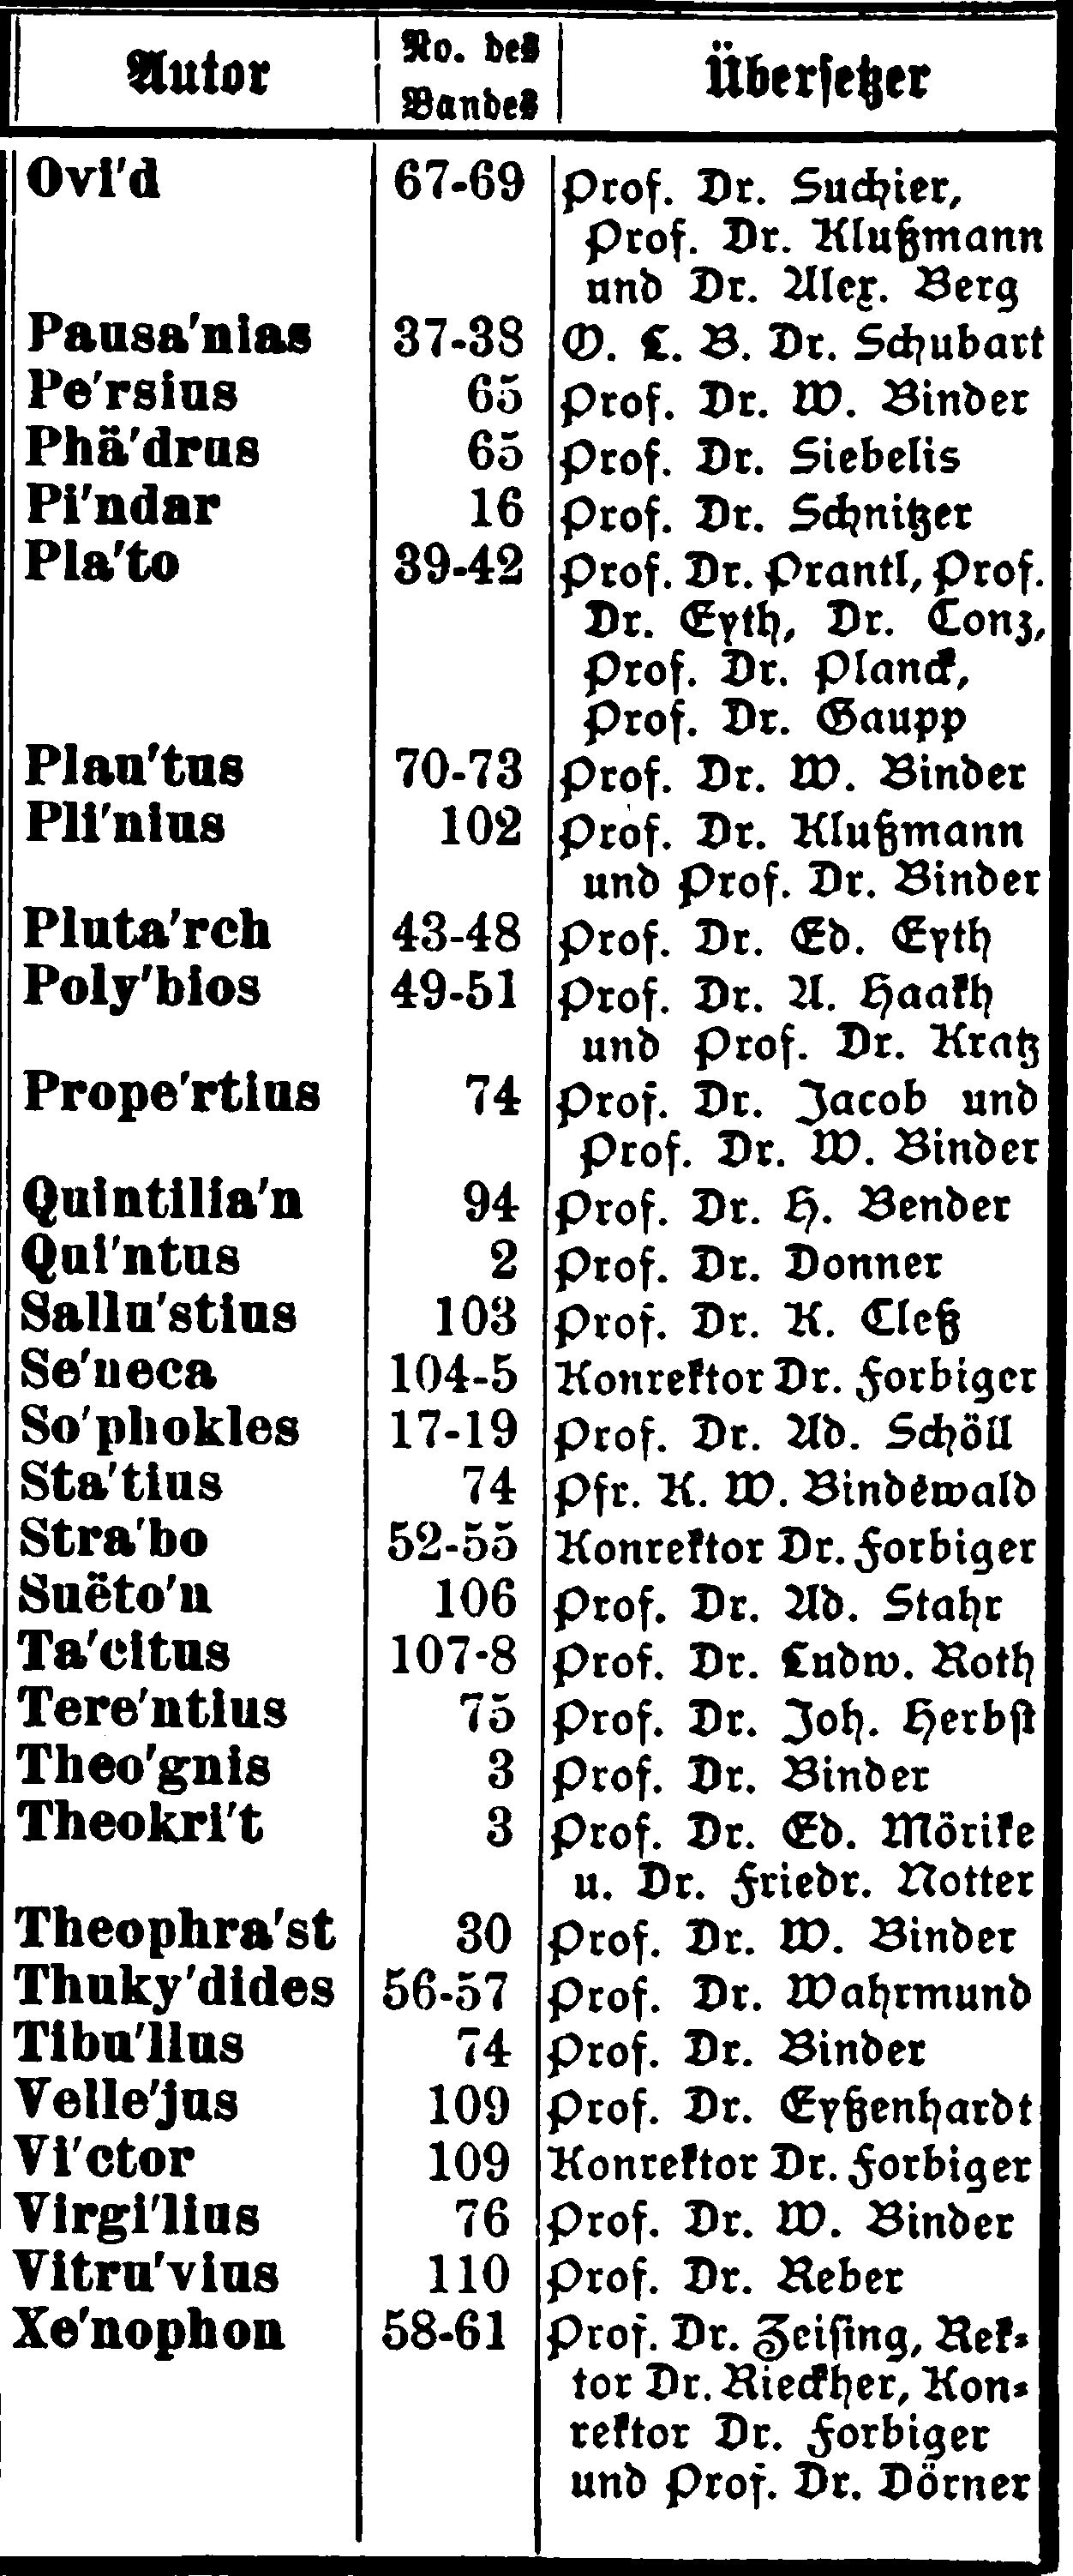 Autor No. des Übersetzer
Bandes
Ovi'd 67-69 Prof. Dr. Suchier,
Prof. Dr. Klußmann
und Dr. Alex. Berg
Pausa'nias 37-38 O. L. B. Dr. Schubart
Pe'rsius 65 Prof. Dr. W. Binder
Phä'drus 65 Prof. Dr. Siebelis
Pi'ndar 16 Prof. Dr. Schnitzer
Pla'to 39-42 Prof. Dr. Prantl, Prof.
Dr. Eyth, Dr. Conz,
Prof. Dr. Planck,
Prof. Dr. Gaupp
Plau'tus 70-73 Prof. Dr. W. Binder
Pli'nius 102 Prof. Dr. Klußmann
und Prof. Dr. Binder
Pluta'rch 43-48 Prof. Dr. Ed. Eyth
Poly'bios 49-51 Prof. Dr. A. Haakh
und Prof. Dr. Kratz
Prope'rtius 74 Prof. Dr. Jacob und
Prof. Dr. W. Binder
Quintilia'n 94 Prof. Dr. H. Bender
Qui'ntus 2 Prof. Dr. Donner
Sallu'stius 103 Prof. Dr. K. Cleß
Se'neca 104-5 Konrektor Dr. Forbiger
So'phokles 17-19 Prof. Dr. Ad. Schöll
Sta'tius 74 Pfr. K. W. Bindewald
Stra'bo 52-55 Konrektor Dr. Forbiger
Suëto'n 106 Prof. Dr. Ad. Stahr
Ta'citus 107-8 Prof. Dr. Ludw. Roth
Tere'ntius 75 Prof. Dr. Joh. Herbst
Theo'gnis 3 Prof. Dr. Binder
Theokri't 3 Prof. Dr. Ed. Mörike
u. Dr. Friedr. Notter
Theophra'st 30 Prof. Dr. W. Binder
Thuky'dides 56-57 Prof. Dr. Wahrmund
Tibu'llus 74 Prof. Dr. Binder
Velle'jus 109 Prof. Dr. Eyßenhardt
Vi'ctor 109 Konrektor Dr. Forbiger
Virgi'lius 76 Prof. Dr. W. Binder
Vitru'vius 110 Prof. Dr. Reber
Xe'nophon 58-61 Prof. Dr. Zeising, Rek-
tor Dr. Rieckher, Kon-
rektor Dr. Forbiger
und Prof. Dr. Dörner